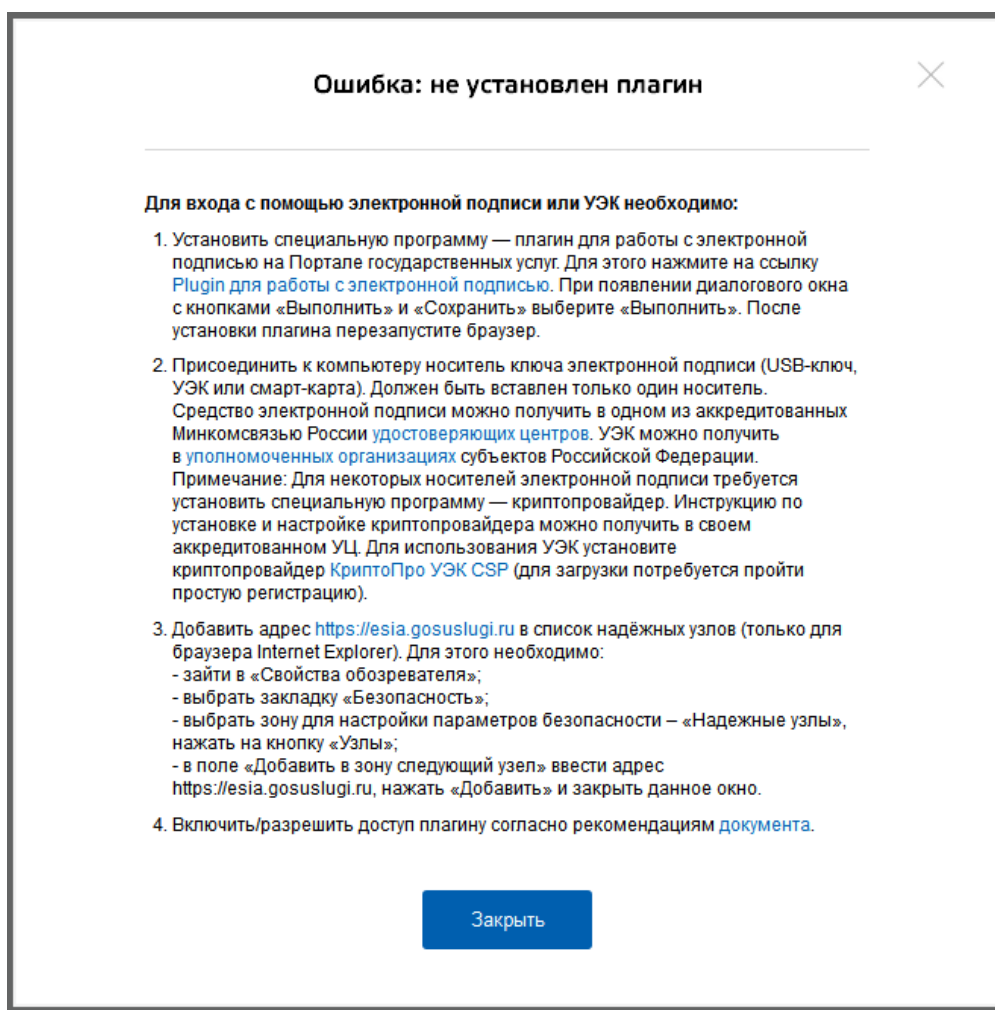 Ошибка: не установлен плагин
Для входа с помощью электронной подписи или УЭК необходимо:
1. Установить специальную программу — плагин для работы с электронной
подписью на Портале государственных услуг. Для этого нажмите на ссылку
Plugin для работы с электронной подписью. При появлении диалогового окна
с кнопками «Выполнить» и «Сохранить» выберите «Выполнить». После
установки плагина перезапустите браузер.
2. Присоединить к компьютеру носитель ключа электронной подписи (USB-ключ,
УЭК или смарт-карта). Должен быть вставлен только один носитель.
Средство электронной подписи можно получить в одном из аккредитованных
Минкомсвязью России удостоверяющих центров. УЭК можно получить
в уполномоченных организациях субъектов Российской Федерации.
Примечание: Для некоторых носителей электронной подписи требуется
установить специальную программу — криптопровайдер. Инструкцию по
установке и настройке криптопровайдера можно получить в своем
аккредитованном УЦ. Для использования УЭК установите
криптопровайдер КриптоПро УЭК CSP (для загрузки потребуется пройти
простую регистрацию).
3. Добавить адрес https://esia.gosuslugi.ru в список надёжных узлов (только для
браузера Internet Explorer). Для этого необходимо:
- зайти в «Свойства обозревателя»;
- выбрать закладку «Безопасность»;
- выбрать зону для настройки параметров безопасности – «Надежные узлы»,
нажать на кнопку «Узлы»;
- в поле «Добавить в зону следующий узел» ввести адрес
https://esia.gosuslugi.ru, нажать «Добавить» и закрыть данное окно.
4. Включить/разрешить доступ плагину согласно рекомендациям документа.
Закрыть